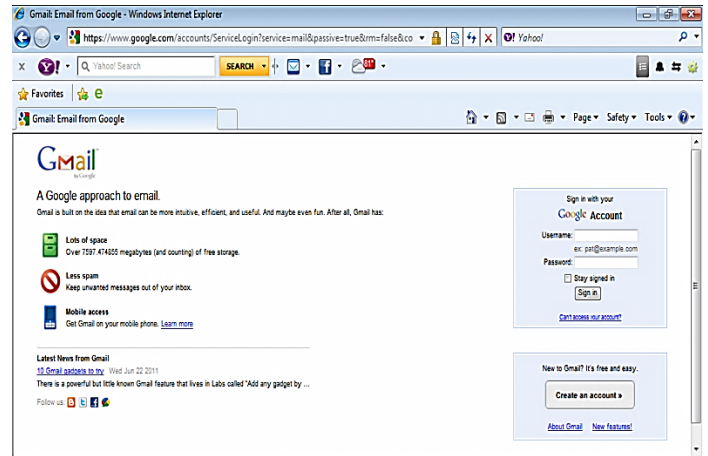 Gmail: Email from Google - Windows Internet Explorer
https://www.google.com/accounts/ServiceLogin?service=mail&passive=true&rm=false&co
Yahoo!
Yahoo! Search
SEARCH
81°
Favorites
Gmail: Email from Google
Page Safety Tools
GMail
by Google
A Google approach to email.
Gmail is built on the idea that email can be more intuitive, efficient, and useful. And maybe even fun. After all, Gmail has:
Lots of space
Over 7597.474855 megabytes (and counting) of free storage.
Less spam
Keep unwanted messages out of your inbox.
Mobile access
Get Gmail on your mobile phone. Learn more
Latest News from Gmail
10 Gmail gadgets to try Wed Jun 22 2011
There is a powerful but little known Gmail feature that lives in Labs called "Add any gadget by ...
Follow us:
Sign in with your
Google Account
Username:
ex: pat@example.com
Password:
Stay signed in
Sign in
Can't access your account?
New to Gmail? It's free and easy.
Create an account »
About Gmail New features!